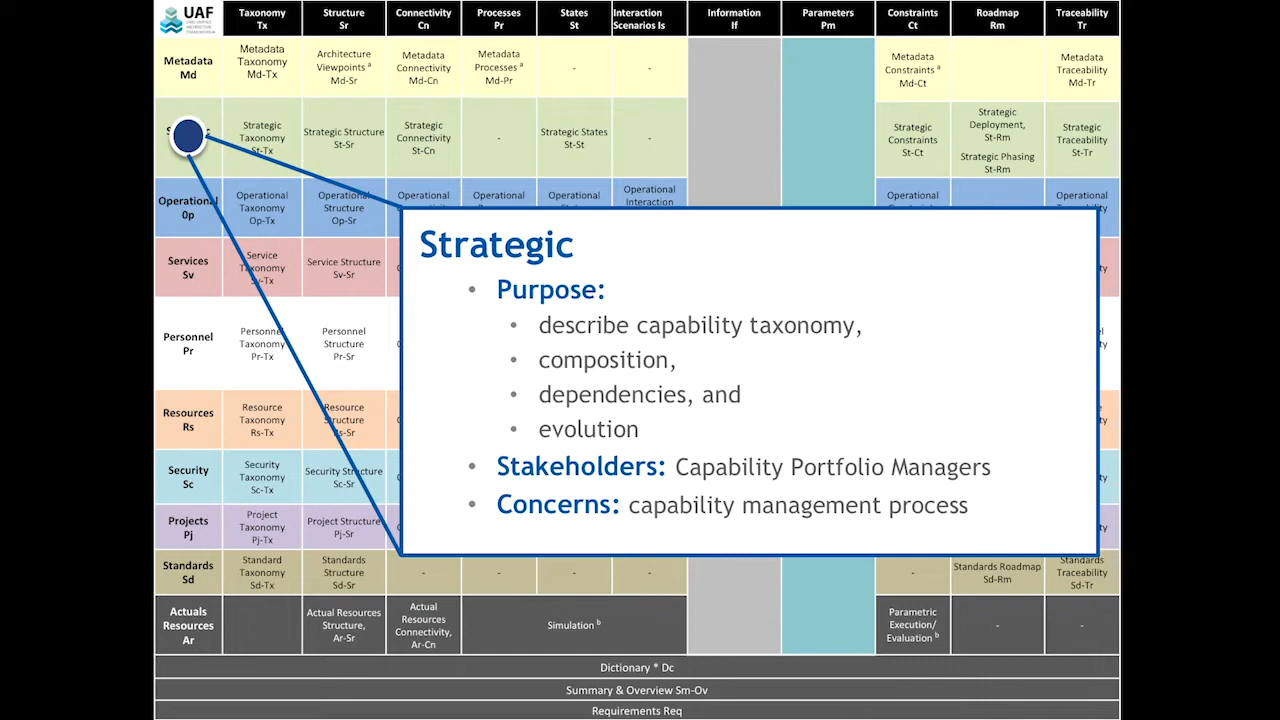 UAF
Taxonomy
Tx
Structure
Sr
Connectivity
Cn
Processes
Pr
States
St
Interaction
Scenarios Is
Information
If
Parameters
Pm
Constraints
Ct
Roadmap
Rm
Traceability
Tr
Metadata
Md
Metadata
Taxonomy
Md-Tx
Architecture
Viewpoints a
Md-Sr
Metadata
Connectivity
Md-Cn
Metadata
Processes a
Md-Pr
-
-
Metadata
Constraints a
Md-Ct
Metadata
Traceability
Md-Tr
Strategic
Taxonomy
St-Tx
Strategic Structure
St-Sr
Strategic
Connectivity
St-Cn
-
Strategic States
St-St
-
Strategic
Constraints
St-Ct
Strategic
Deployment,
St-Rm
Strategic Phasing
St-Rm
Strategic
Traceability
St-Tr
Operational
0p
Operational
Taxonomy
Op-Tx
Operational
Structure
Op-Sr
Operational
Operational
Operational
Operational
Interaction
Operational
Operational
Services
Sv
Service
Taxonomy
Sv-Tx
Service Structure
Sv-Sr
Personnel
Pr
Personnel
Taxonomy
Pr-Tx
Personnel
Structure
Pr-Sr
Resources
Rs
Resource
Taxonomy
Rs-Tx
Resource
Structure
Rs-Sr
Security
Sc
Security
Taxonomy
Sc-Tx
Security Structure
Sc-Sr
Projects
Pj
Project
Taxonomy
Pj-Tx
Project Structure
Pj-Sr
Strategic
• Purpose:
• describe capability taxonomy,
• composition,
• dependencies, and
• evolution
• Stakeholders: Capability Portfolio Managers
• Concerns: capability management process
Standards
Sd
Standard
Taxonomy
Sd-Tx
Standards
Structure
Sd-Sr
-
-
-
-
-
Standards Roadmap
Sd-Rm
Standards
Traceability
Sd-Tr
Actuals
Resources
Ar
Actual Resources
Structure,
Ar-Sr
Actual
Resources
Connectivity,
Ar-Cn
Simulation b
Parametric
Execution/
Evaluation b
-
-
Dictionary * Dc
Summary & Overview Sm-Ov
Requirements Req